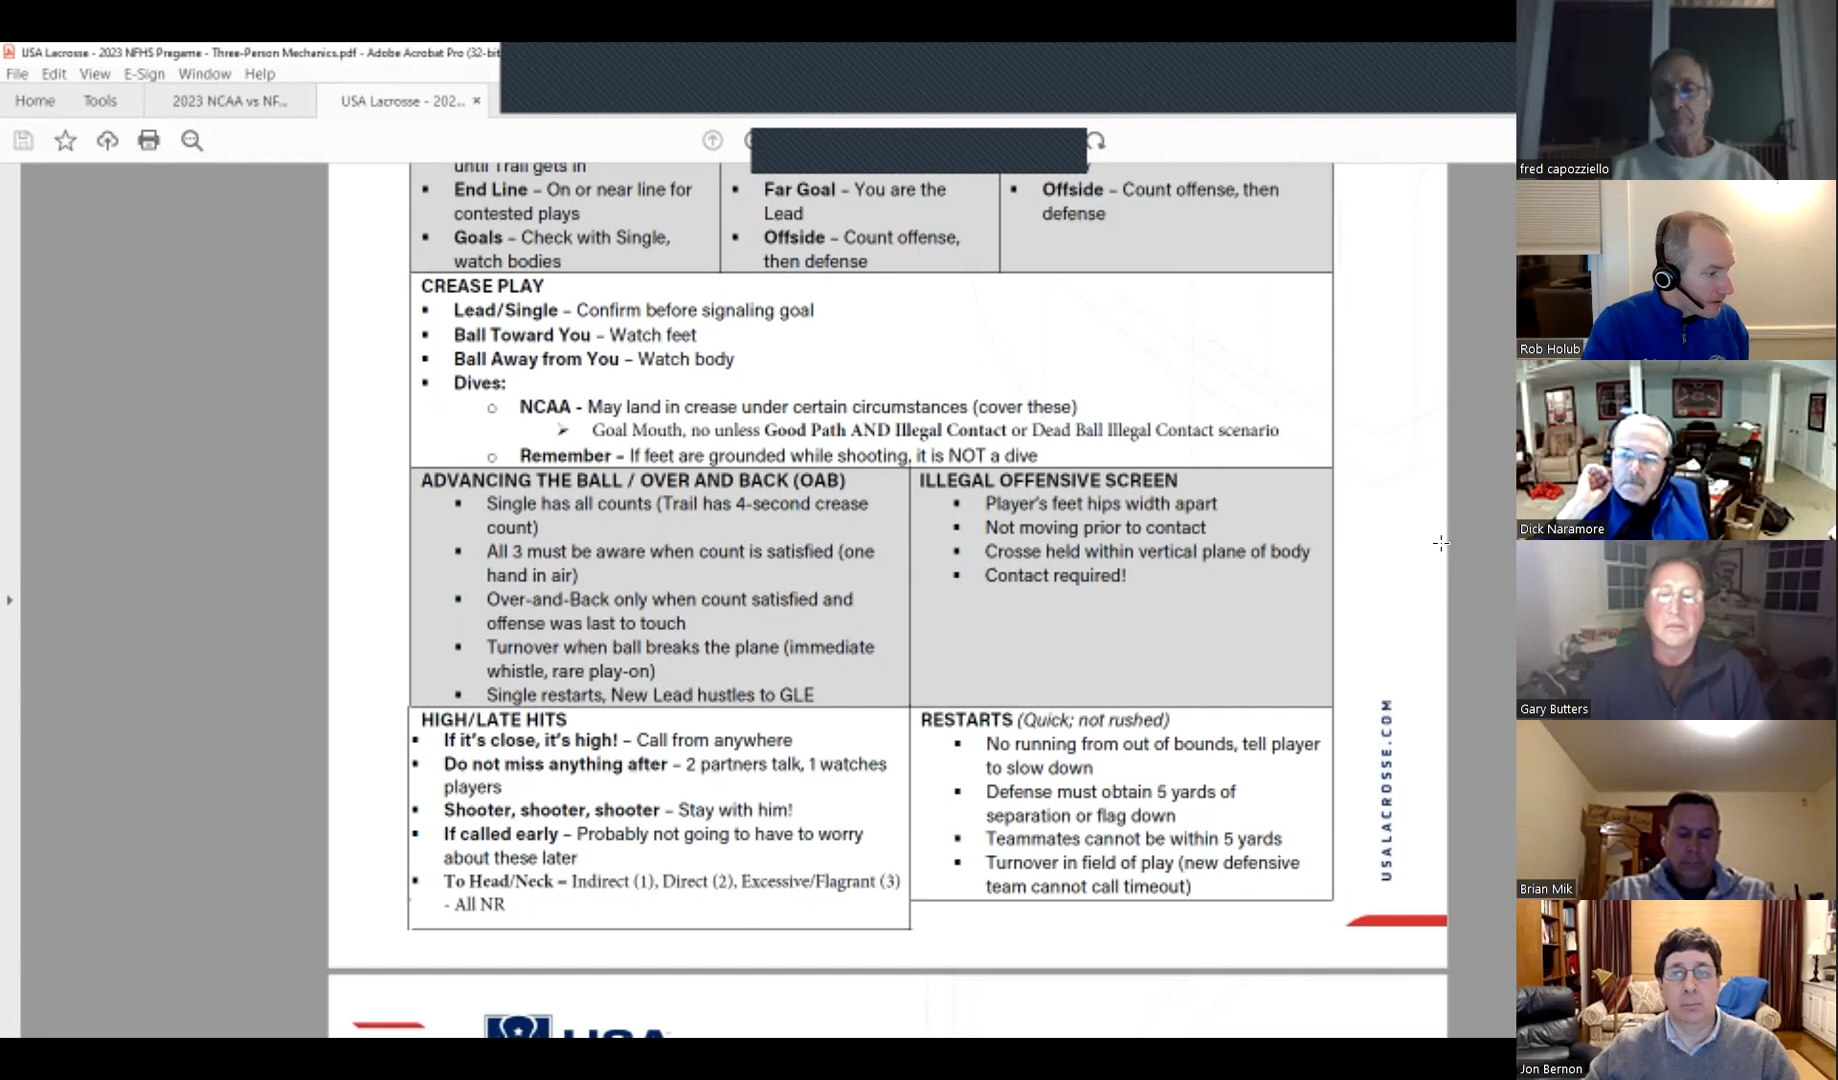 USA Lacrosse - 2023 NFHS Pregame - Three-Person Mechanics.pdf - Adobe Acrobat Pro (32-bit
File Edit View E-Sign Window Help
Home Tools 2023 NCAA vs NF... USA Lacrosse - 202... ×
until Trail gets in
▪ End Line – On or near line for
contested plays
▪ Goals – Check with Single,
watch bodies
▪ Far Goal – You are the
Lead
▪ Offside – Count offense,
then defense
▪ Offside – Count offense, then
defense
CREASE PLAY
▪ Lead/Single – Confirm before signaling goal
▪ Ball Toward You – Watch feet
▪ Ball Away from You – Watch body
▪ Dives:
o NCAA - May land in crease under certain circumstances (cover these)
➢ Goal Mouth, no unless Good Path AND Illegal Contact or Dead Ball Illegal Contact scenario
o Remember – If feet are grounded while shooting, it is NOT a dive
ADVANCING THE BALL / OVER AND BACK (OAB)
▪ Single has all counts (Trail has 4-second crease
count)
▪ All 3 must be aware when count is satisfied (one
hand in air)
▪ Over-and-Back only when count satisfied and
offense was last to touch
▪ Turnover when ball breaks the plane (immediate
whistle, rare play-on)
▪ Single restarts, New Lead hustles to GLE
ILLEGAL OFFENSIVE SCREEN
▪ Player's feet hips width apart
▪ Not moving prior to contact
▪ Crosse held within vertical plane of body
▪ Contact required!
HIGH/LATE HITS
▪ If it's close, it's high! – Call from anywhere
▪ Do not miss anything after – 2 partners talk, 1 watches
players
▪ Shooter, shooter, shooter – Stay with him!
▪ If called early – Probably not going to have to worry
about these later
▪ To Head/Neck = Indirect (1), Direct (2), Excessive/Flagrant (3)
- All NR
RESTARTS (Quick; not rushed)
▪ No running from out of bounds, tell player
to slow down
▪ Defense must obtain 5 yards of
separation or flag down
▪ Teammates cannot be within 5 yards
▪ Turnover in field of play (new defensive
team cannot call timeout)
USALACROSSE.COM
USA
fred capozziello
Rob Holub
Dick Naramore
Gary Butters
Brian Mik
Jon Bernon